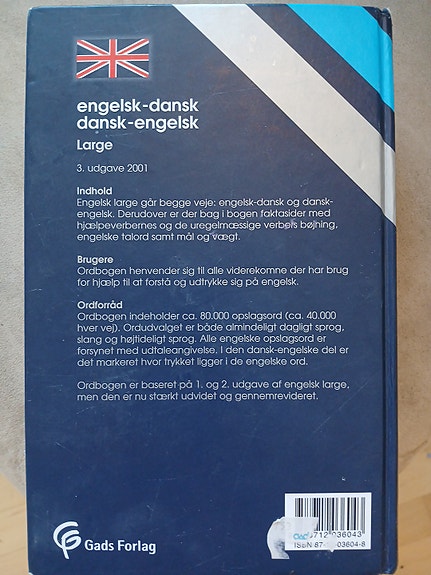 engelsk-dansk
dansk-engelsk
Large
3. udgave 2001
Indhold
Engelsk large går begge veje: engelsk-dansk og dansk-
engelsk. Derudover er der bag i bogen faktasider med
hjælpeverbernes og de uregelmæssige verbers bøjning,
engelske talord samt mål og vægt.
Brugere
Ordbogen henvender sig til alle viderekomne der har brug
for hjælp til at forstå og udtrykke sig på engelsk.
Ordforråd
Ordbogen indeholder ca. 80.000 opslagsord (ca. 40.000
hver vej). Ordudvalget er både almindeligt dagligt sprog,
slang og højtideligt sprog. Alle engelske opslagsord er
forsynet med udtaleangivelse. I den dansk-engelske del er
det markeret hvor trykket ligger i de engelske ord.
Ordbogen er baseret på 1. og 2. udgave af engelsk large,
men den er nu stærkt udvidet og gennemrevideret.
Gads Forlag
712 036043
ISBN 87- -03604-8